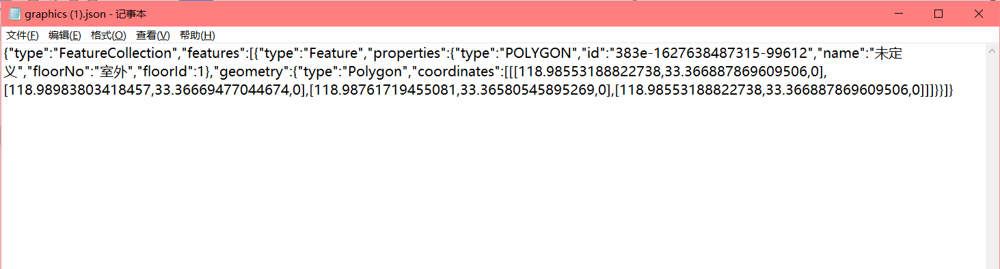 graphics (1).json - 记事本
文件(F) 编辑(E) 格式(O) 查看(V) 帮助(H)
{"type":"FeatureCollection","features":[{"type":"Feature","properties":{"type":"POLYGON","id":"383e-1627638487315-99612","name":"未定
义","floorNo":"室外","floorId":1},"geometry":{"type":"Polygon","coordinates":[[[118.98553188822738,33.366887869609506,0],
[118.98983803418457,33.36669477044674,0],[118.98761719455081,33.36580545895269,0],[118.98553188822738,33.366887869609506,0]]]}}]}